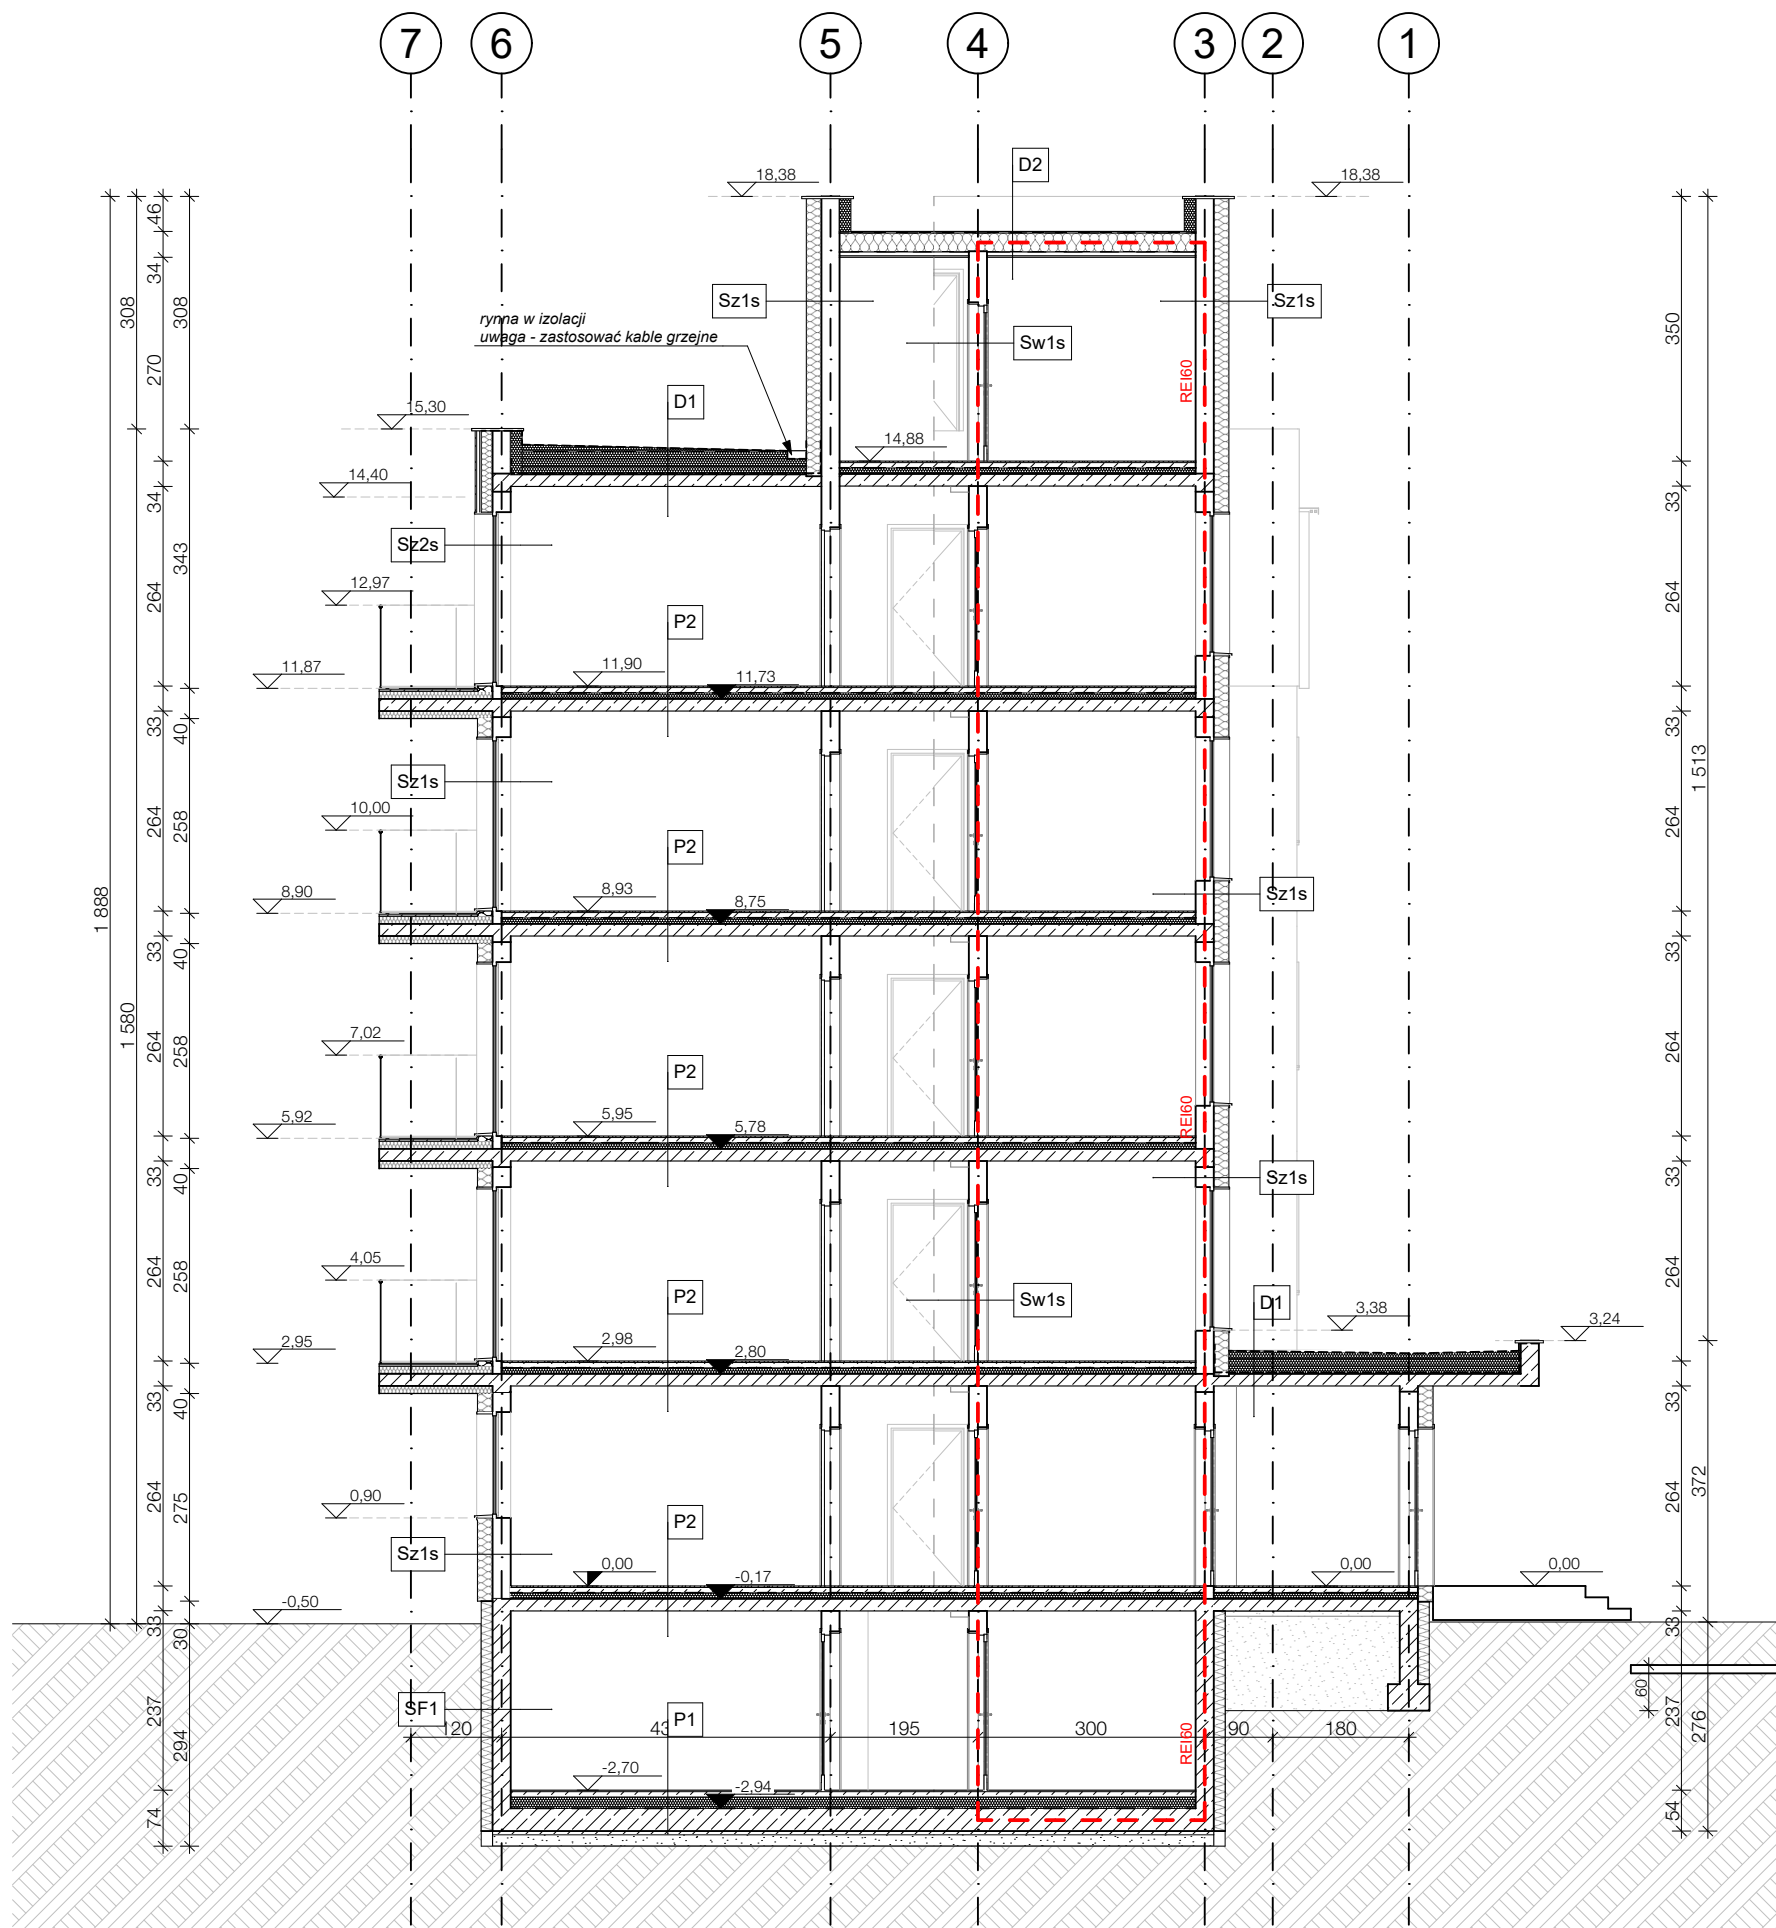 7 6 5 4 3 2 1
D2
18,38 18,38
46
34
308 308
270
350
Sz1s Sz1s
rynna w izolacji
uwaga - zastosować kable grzejne
Sw1s
REI60
D1
15,30
14,88
14,40
34 33
Sz2s
343
12,97
264 264
P2
11,87 11,90 11,73
33 40 33
Sz1s
1 513
10,00
264 258 264
P2
1 888
8,90 8,93 8,75
Sz1s
33 40 33
1 580
7,02
264 258 264
P2
5,92 5,95 5,78
REI60
33 40 33
Sz1s
4,05
264 258 264
P2
Sw1s
D1
3,38 3,24
2,95 2,98 2,80
33 40 33
372
0,90
264 275 264
P2
Sz1s
0,00 -0,17 0,00 0,00
-0,50
33 30 33
SF1
P1
60
237 237
120 43 195 300 90 180
REI60
294 276
-2,70
-2,94
74 54